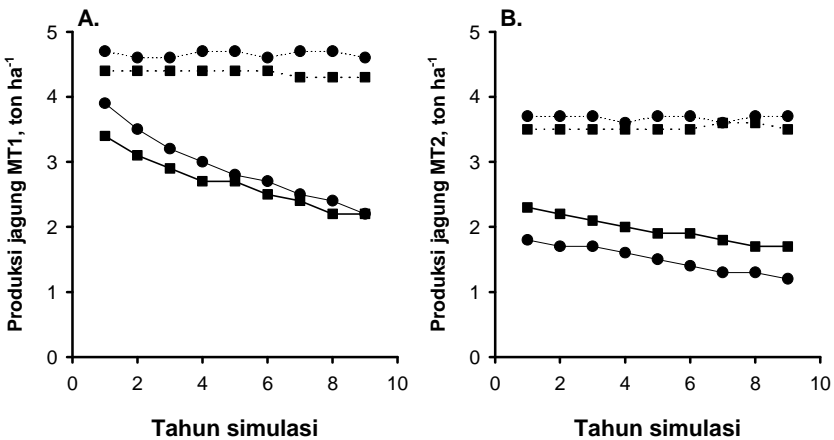 A.
Produksi jagung MT1, ton ha⁻¹
5
4
3
2
1
0
0 2 4 6 8 10
Tahun simulasi
B.
Produksi jagung MT2, ton ha⁻¹
5
4
3
2
1
0
0 2 4 6 8 10
Tahun simulasi